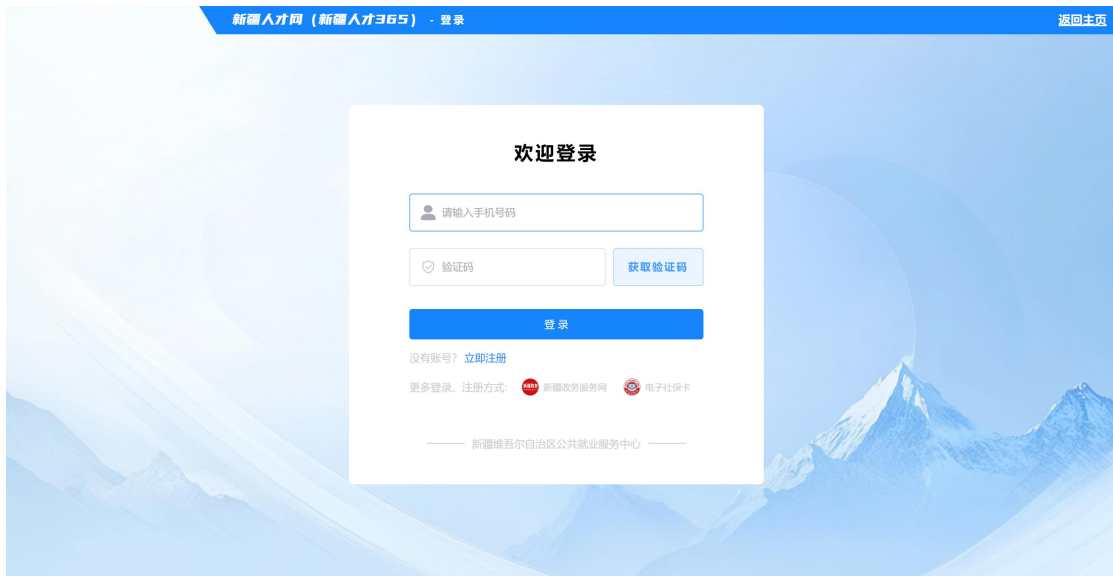 新疆人才网（新疆人才365） - 登录
返回主页
欢迎登录
请输入手机号码
验证码
获取验证码
登录
没有账号? 立即注册
更多登录、注册方式: 新疆政务服务网 电子社保卡
新疆维吾尔自治区公共就业服务中心